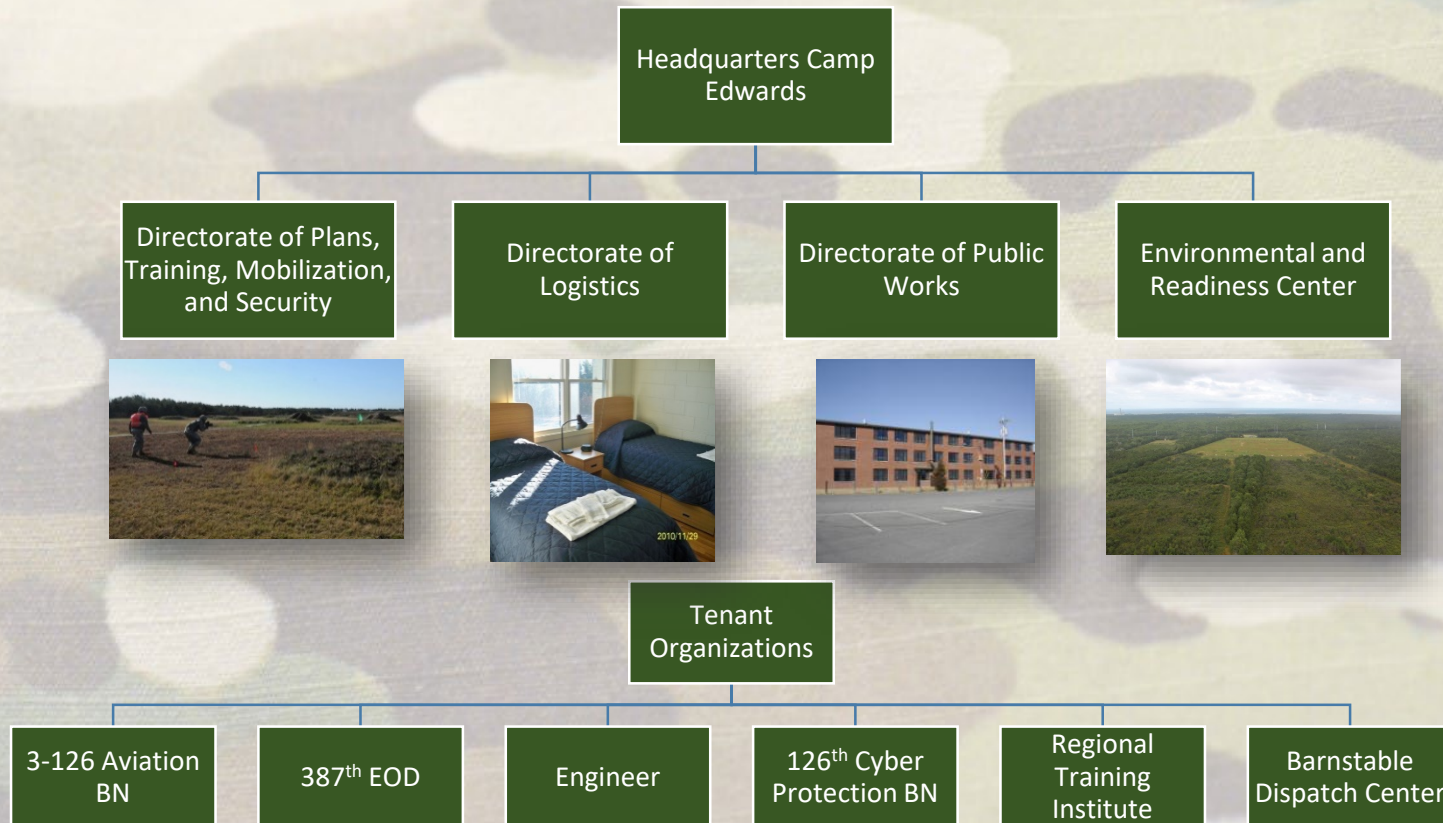 Headquarters Camp
Edwards
Directorate of Plans,
Training, Mobilization,
and Security
Directorate of
Logistics
Directorate of Public
Works
Environmental and
Readiness Center
2010/11/29
Tenant
Organizations
3-126 Aviation
BN
387th EOD
Engineer
126th Cyber
Protection BN
Regional
Training
Institute
Barnstable
Dispatch Center